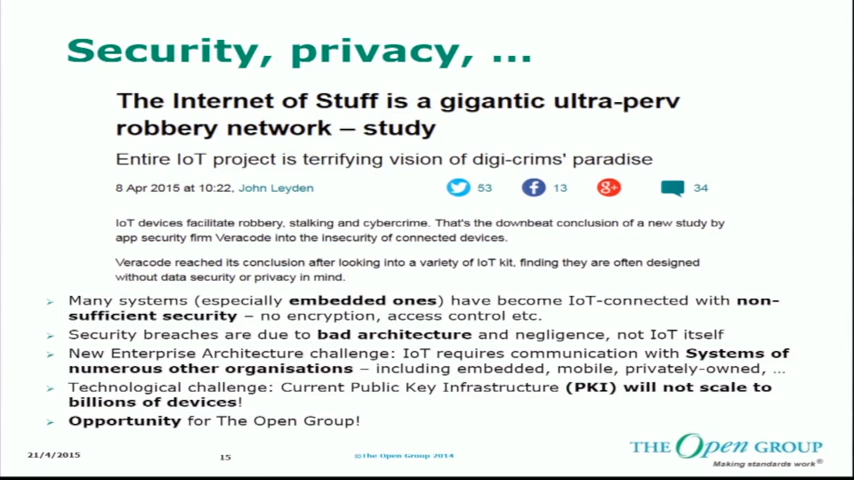 Security, privacy, ...
The Internet of Stuff is a gigantic ultra-perv
robbery network – study
Entire IoT project is terrifying vision of digi-crims' paradise
8 Apr 2015 at 10:22, John Leyden
53
13
g+
34
IoT devices facilitate robbery, stalking and cybercrime. That's the downbeat conclusion of a new study by
app security firm Veracode into the insecurity of connected devices.
Veracode reached its conclusion after looking into a variety of IoT kit, finding they are often designed
without data security or privacy in mind.
Many systems (especially embedded ones) have become IoT-connected with non-
sufficient security – no encryption, access control etc.
Security breaches are due to bad architecture and negligence, not IoT itself
New Enterprise Architecture challenge: IoT requires communication with Systems of
numerous other organisations – including embedded, mobile, privately-owned, ...
Technological challenge: Current Public Key Infrastructure (PKI) will not scale to
billions of devices!
Opportunity for The Open Group!
21/4/2015
15
©The Open Group 2014
THE Open GROUP
Making standards work®